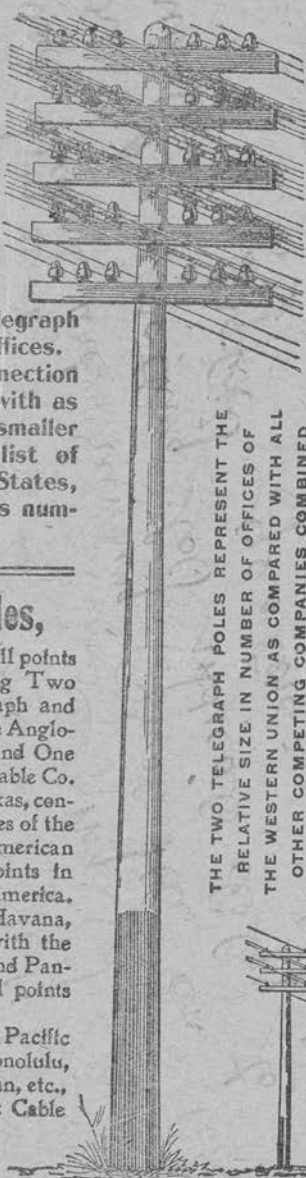 legraph
ffices.
nection
with as
smaller
list of
States,
s num-
les,
ll points
g Two
aph and
e Anglo-
nd One
able Co.
xas, con-
es of the
merican
oints in
merica.
Havana,
with the
nd Pan-
l points
Pacific
onolulu,
an, etc.,
t Cable
THE TWO TELEGRAPH POLES REPRESENT THE
RELATIVE SIZE IN NUMBER OF OFFICES OF
THE WESTERN UNION AS COMPARED WITH ALL
OTHER COMPETING COMPANIES COMBINED